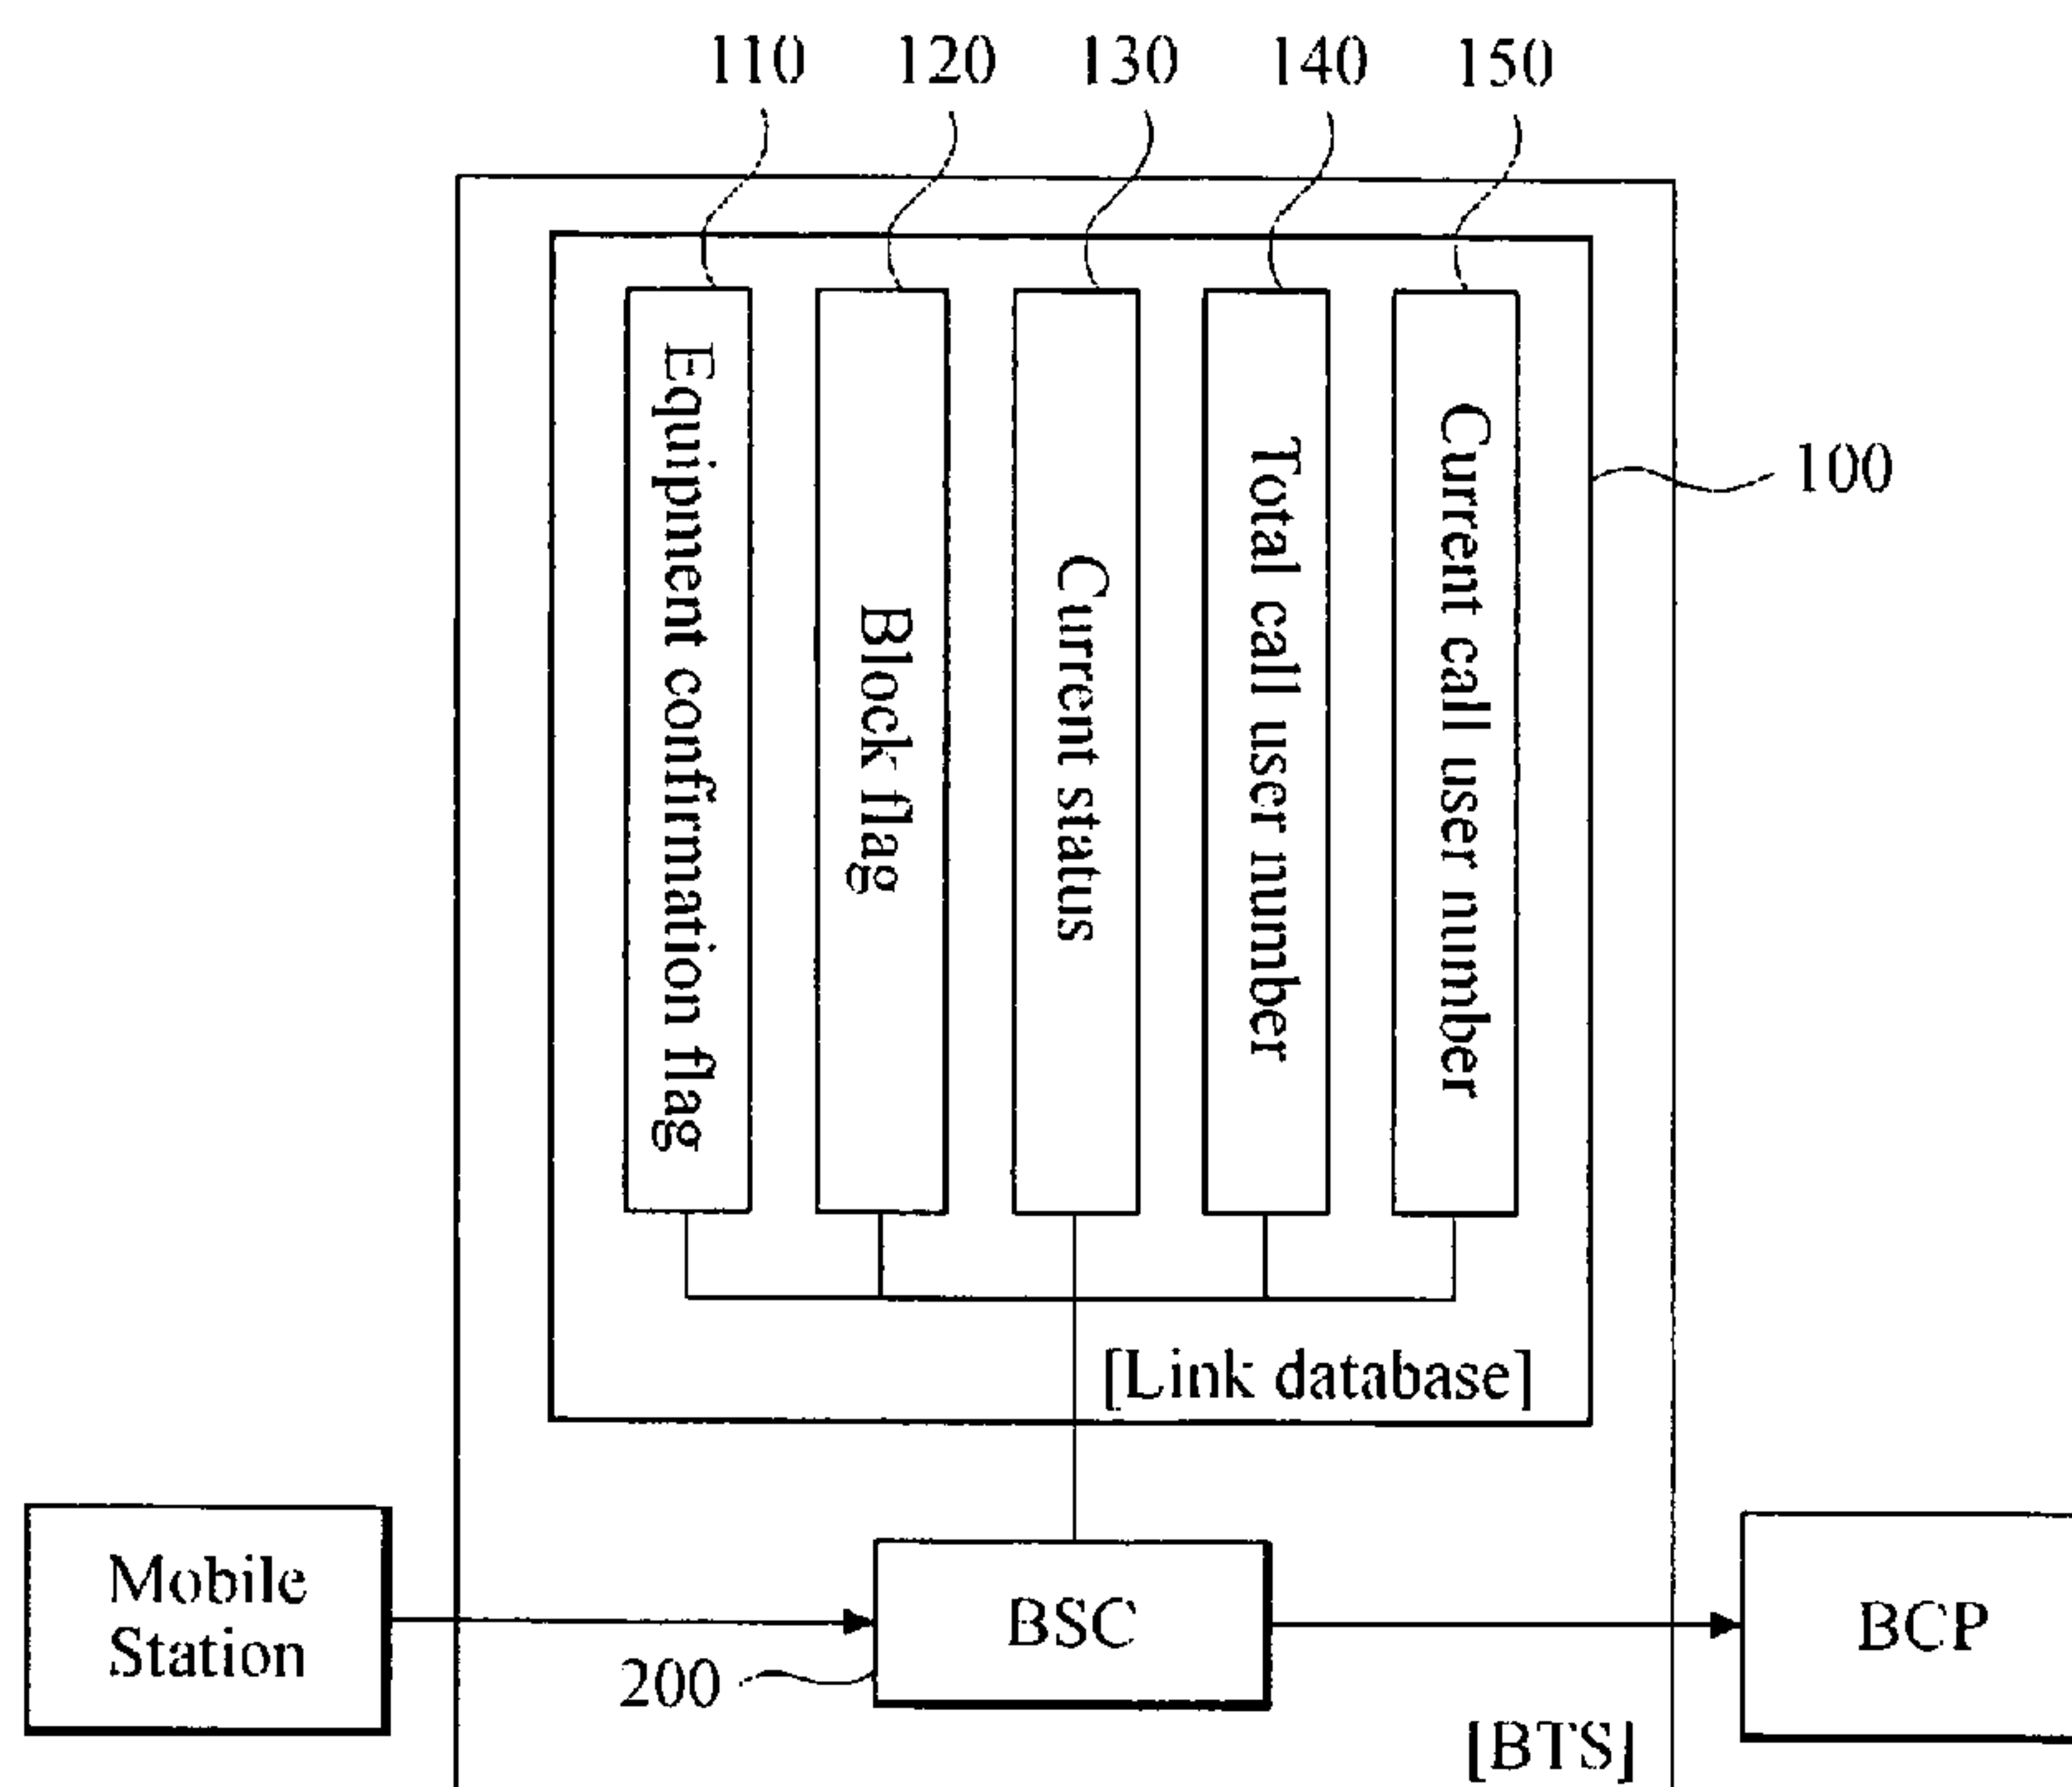 110
120
130
140
150
Equipment confirmation flag
Block flag
Current status
Total call user number
Current call user number
100
[Link database]
Mobile
Station
BSC
BCP
200
[BTS]